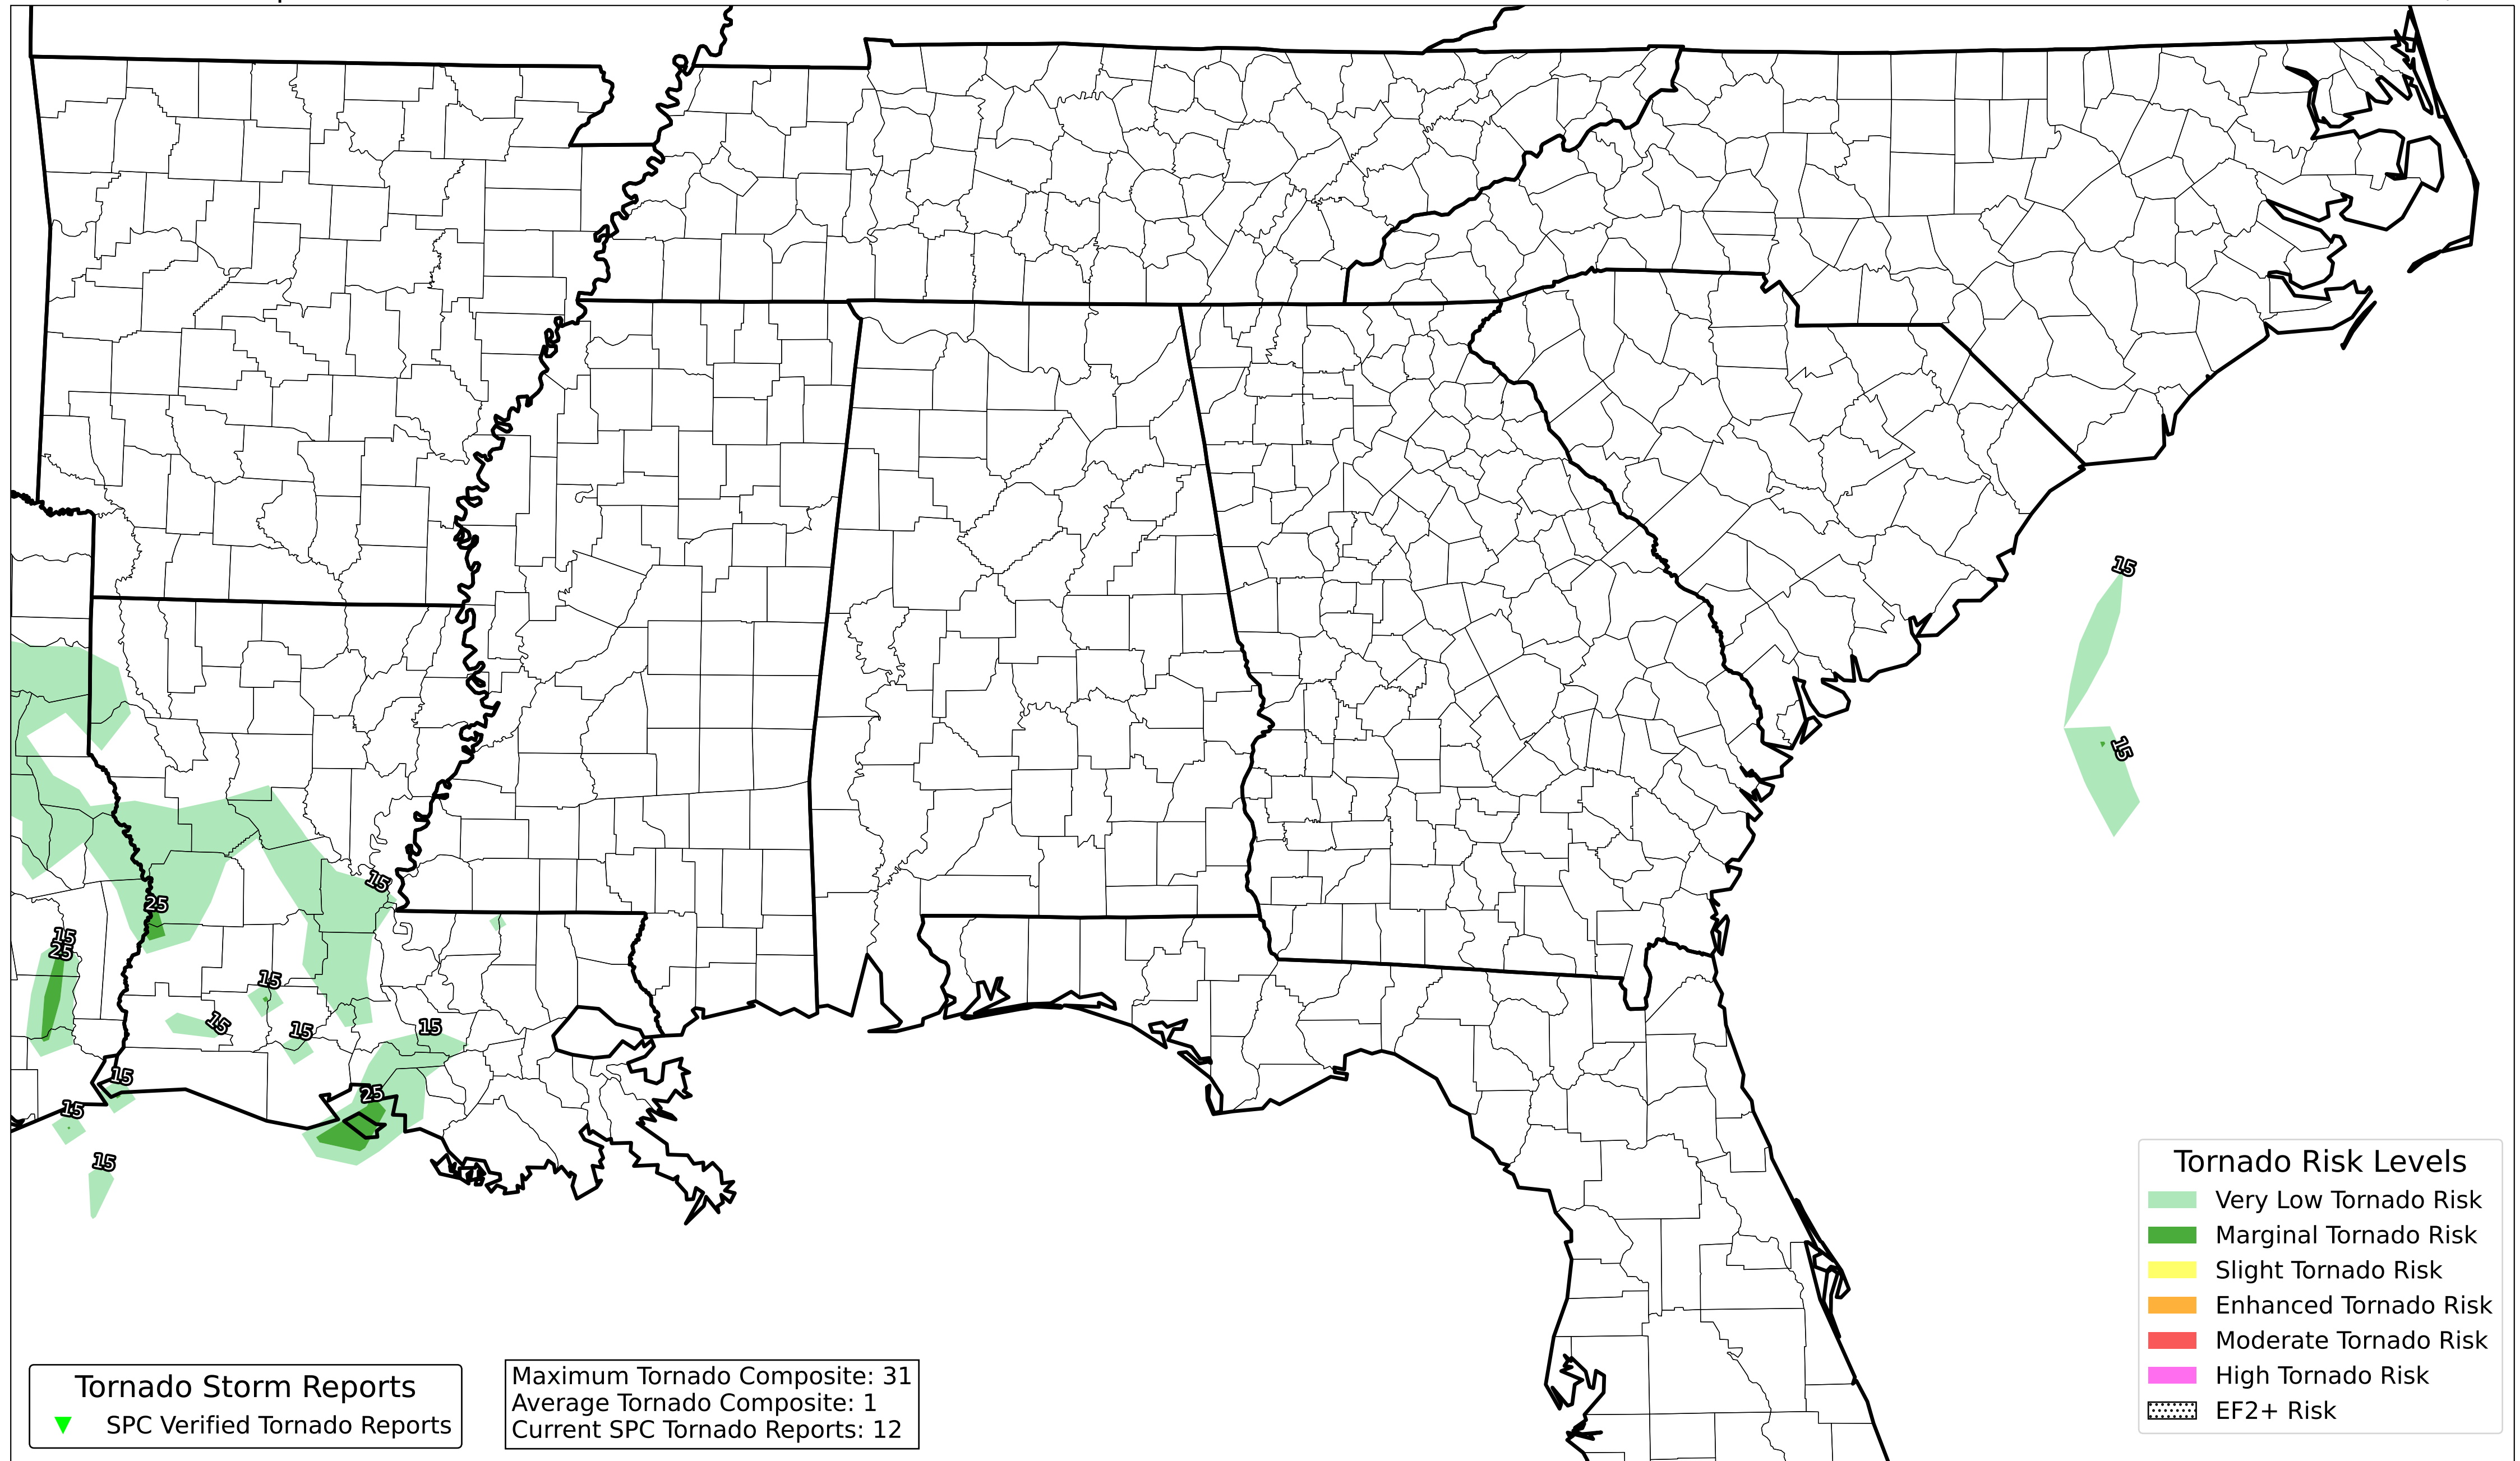 15
15
15
25
15
25
15
15
15
15
15
25
15
15
Tornado Risk Levels
Very Low Tornado Risk
Marginal Tornado Risk
Slight Tornado Risk
Enhanced Tornado Risk
Moderate Tornado Risk
High Tornado Risk
EF2+ Risk
Tornado Storm Reports
SPC Verified Tornado Reports
Maximum Tornado Composite: 31
Average Tornado Composite: 1
Current SPC Tornado Reports: 12